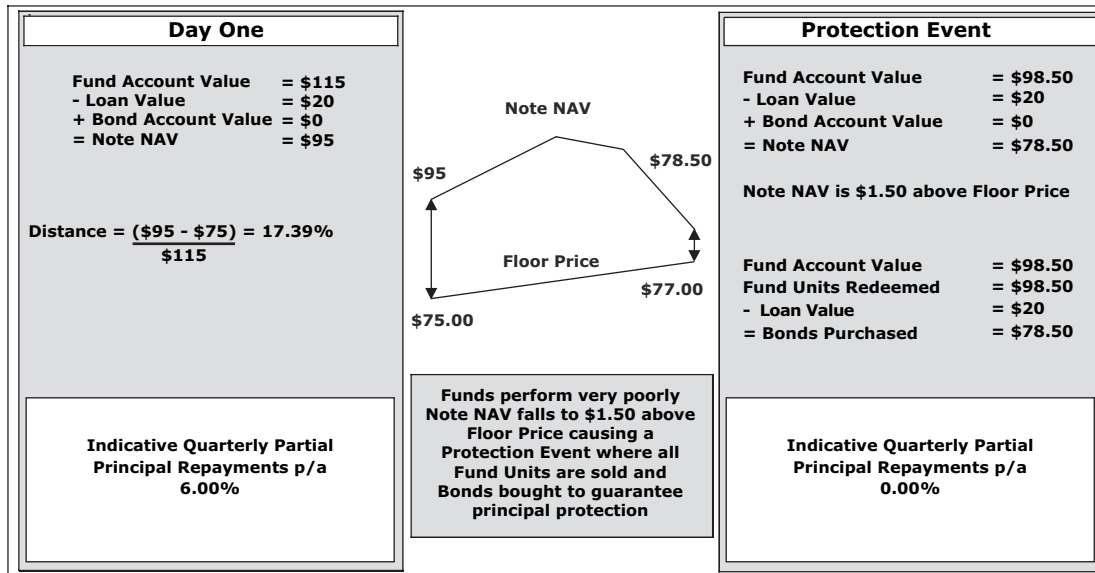 Day One
Fund Account Value = $115
- Loan Value = $20
+ Bond Account Value = $0
= Note NAV = $95
Distance = ($95 - $75) = 17.39%
$115
Indicative Quarterly Partial
Principal Repayments p/a
6.00%
Note NAV
$95
$78.50
Floor Price
$77.00
$75.00
Funds perform very poorly
Note NAV falls to $1.50 above
Floor Price causing a
Protection Event where all
Fund Units are sold and
Bonds bought to guarantee
principal protection
Protection Event
Fund Account Value = $98.50
- Loan Value = $20
+ Bond Account Value = $0
= Note NAV = $78.50
Note NAV is $1.50 above Floor Price
Fund Account Value = $98.50
Fund Units Redeemed = $98.50
- Loan Value = $20
= Bonds Purchased = $78.50
Indicative Quarterly Partial
Principal Repayments p/a
0.00%